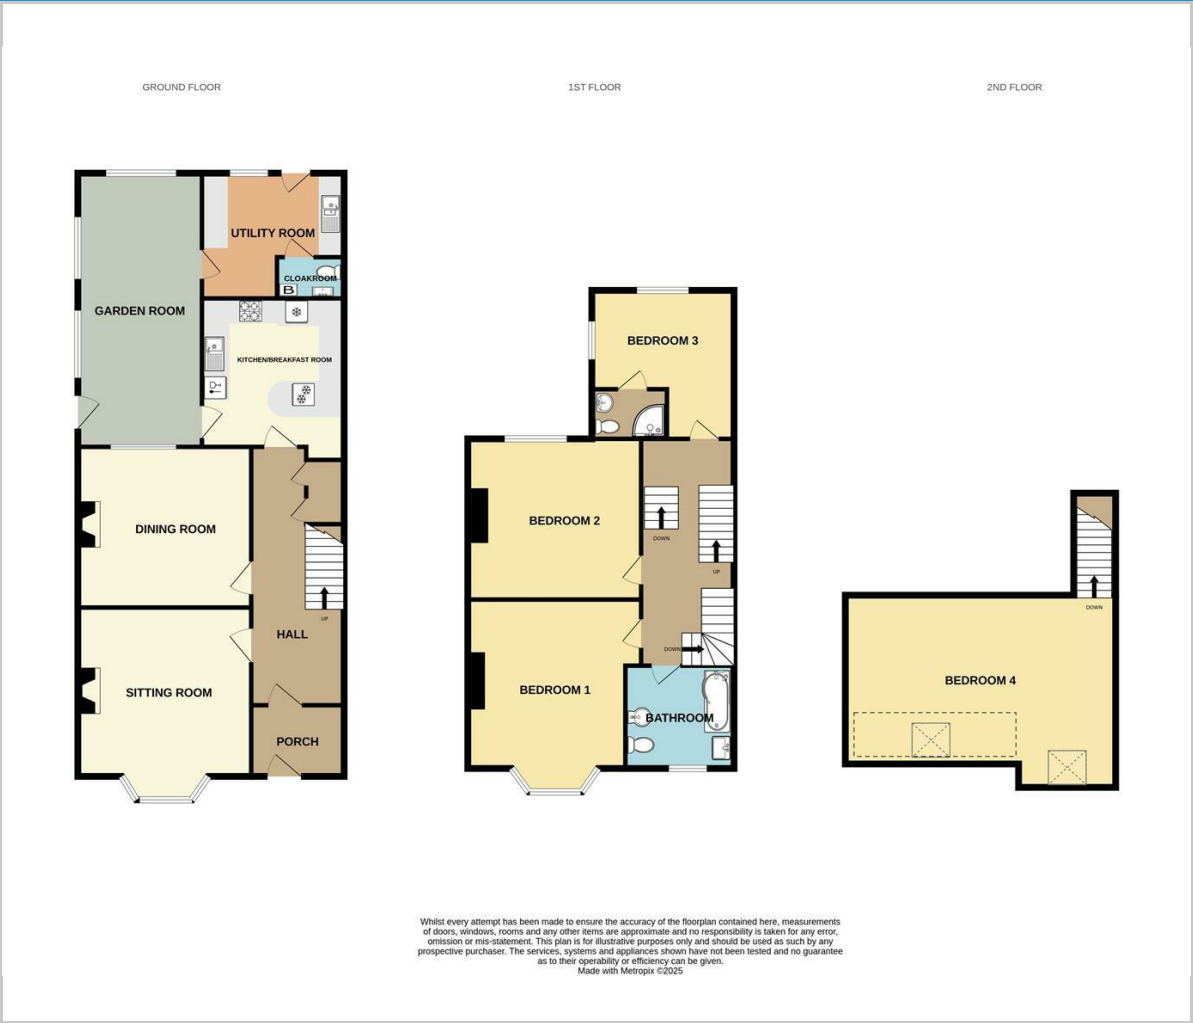 GROUND FLOOR
1ST FLOOR
2ND FLOOR
UTILITY ROOM
CLOAKROOM
B
GARDEN ROOM
KITCHEN/BREAKFAST ROOM
DINING ROOM
UP
HALL
SITTING ROOM
PORCH
BEDROOM 3
BEDROOM 2
DOWN
UP
DOWN
BEDROOM 1
BATHROOM
DOWN
BEDROOM 4
Whilst every attempt has been made to ensure the accuracy of the floorplan contained here, measurements
of doors, windows, rooms and any other items are approximate and no responsibility is taken for any error,
omission or mis-statement. This plan is for illustrative purposes only and should be used as such by any
prospective purchaser. The services, systems and appliances shown have not been tested and no guarantee
as to their operability or efficiency can be given.
Made with Metropix ©2025